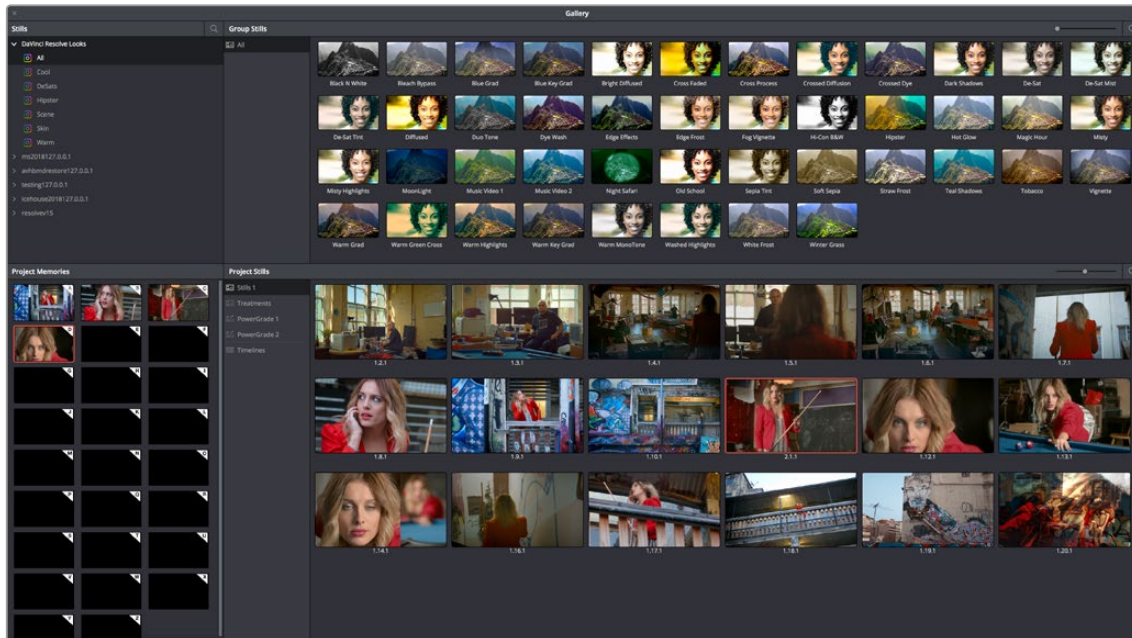 Gallery
Stills
Group Stills
DaVinci Resolve Looks
All
Cool
DeSats
Hipster
Scene
Skin
Warm
ms2018127.0.0.1
avhbmdrestore127.0.0.1
testing127.0.0.1
icehouse2018127.0.0.1
resolvev15
All
Black N White Bleach Bypass Blue Grad Blue Key Grad Bright Diffused Cross Faded Cross Process Crossed Diffusion Crossed Dye Dark Shadows De-Sat De-Sat Mist
De-Sat Tint Diffused Duo Tone Dye Wash Edge Effects Edge Frost Fog Vignette Hi-Con B&W Hipster Hot Glow Magic Hour Misty
Misty Highlights MoonLight Music Video 1 Music Video 2 Night Safari Old School Sepia Tint Soft Sepia Straw Frost Teal Shadows Tobacco Vignette
Warm Grad Warm Green Cross Warm Highlights Warm Key Grad Warm MonoTone Washed Highlights White Frost Winter Grass
Project Memories
Project Stills
Stills 1
Treatments
PowerGrade 1
PowerGrade 2
Timelines
1.2.1 1.3.1 1.4.1 1.5.1 1.6.1 1.7.1
1.8.1 1.9.1 1.10.1 2.1.1 1.12.1 1.13.1
1.14.1 1.16.1 1.17.1 1.18.1 1.19.1 1.20.1